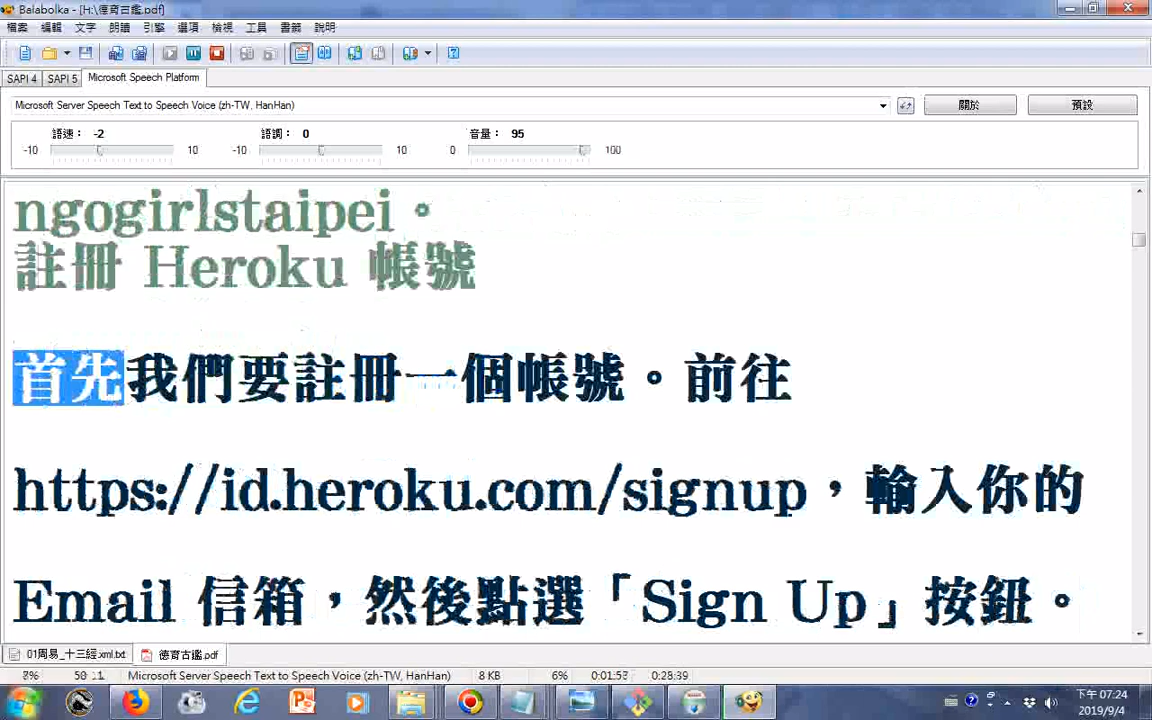 Balabolka - [H:\德育古鑑.pdf]
檔案 編輯 文字 朗讀 引擎 選項 檢視 工具 書籤 說明
SAPI 4 SAPI 5 Microsoft Speech Platform
Microsoft Server Speech Text to Speech Voice (zh-TW, HanHan) 關於 預設
語速： -2 語調： 0 音量： 95
-10 10 -10 10 0 100
ngogirlstaipei。
註冊 Heroku 帳號
首先我們要註冊一個帳號。前往
https://id.heroku.com/signup，輸入你的
Email 信箱，然後點選「Sign Up」按鈕。
01周易_十三經.xml.txt 德育古鑑.pdf
50 Microsoft Server Speech Text to Speech Voice (zh-TW, HanHan) 8 KB 6% 0:28:39
下午 07:24
2019/9/4